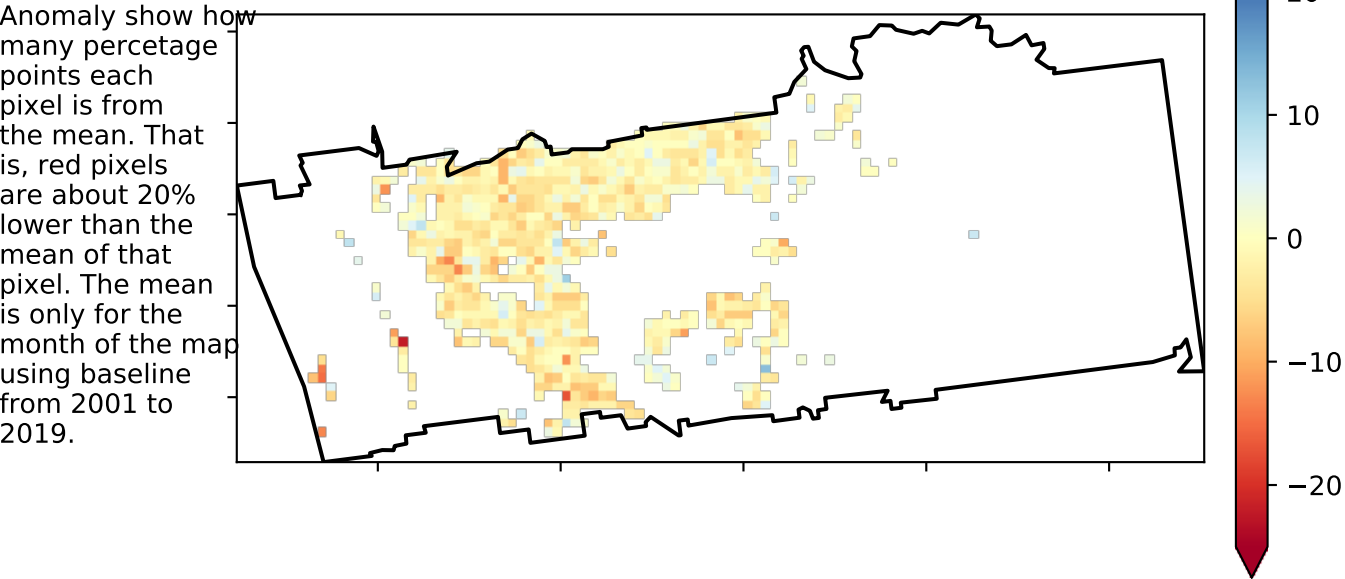 Anomaly show how
many percetage
points each
pixel is from
the mean. That
is, red pixels
are about 20%
lower than the
mean of that
pixel. The mean
is only for the
month of the map
using baseline
from 2001 to
2019.
10
0
−10
−20